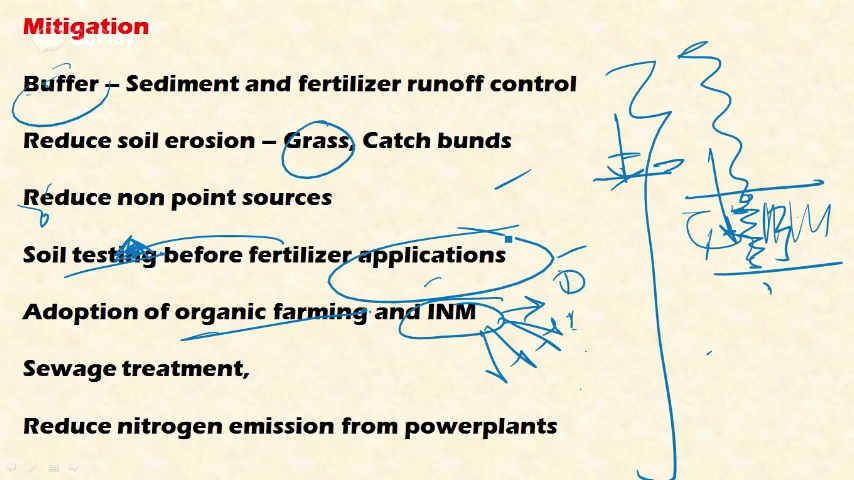 Mitigation
Buffer – Sediment and fertilizer runoff control
Reduce soil erosion – Grass, Catch bunds
Reduce non point sources
Soil testing before fertilizer applications
Adoption of organic farming and INM
Sewage treatment,
Reduce nitrogen emission from powerplants